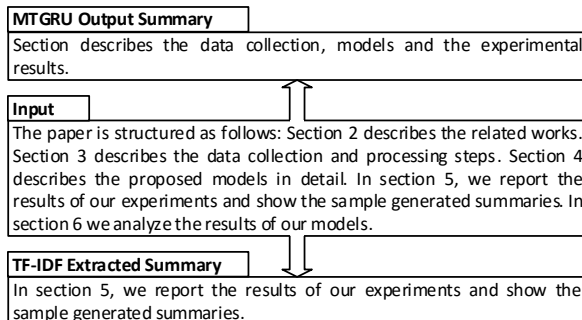 MTGRU Output Summary
Section describes the data collection, models and the experimental
results.
Input
The paper is structured as follows: Section 2 describes the related works.
Section 3 describes the data collection and processing steps. Section 4
describes the proposed models in detail. In section 5, we report the
results of our experiments and show the sample generated summaries. In
section 6 we analyze the results of our models.
TF-IDF Extracted Summary
In section 5, we report the results of our experiments and show the
sample generated summaries.